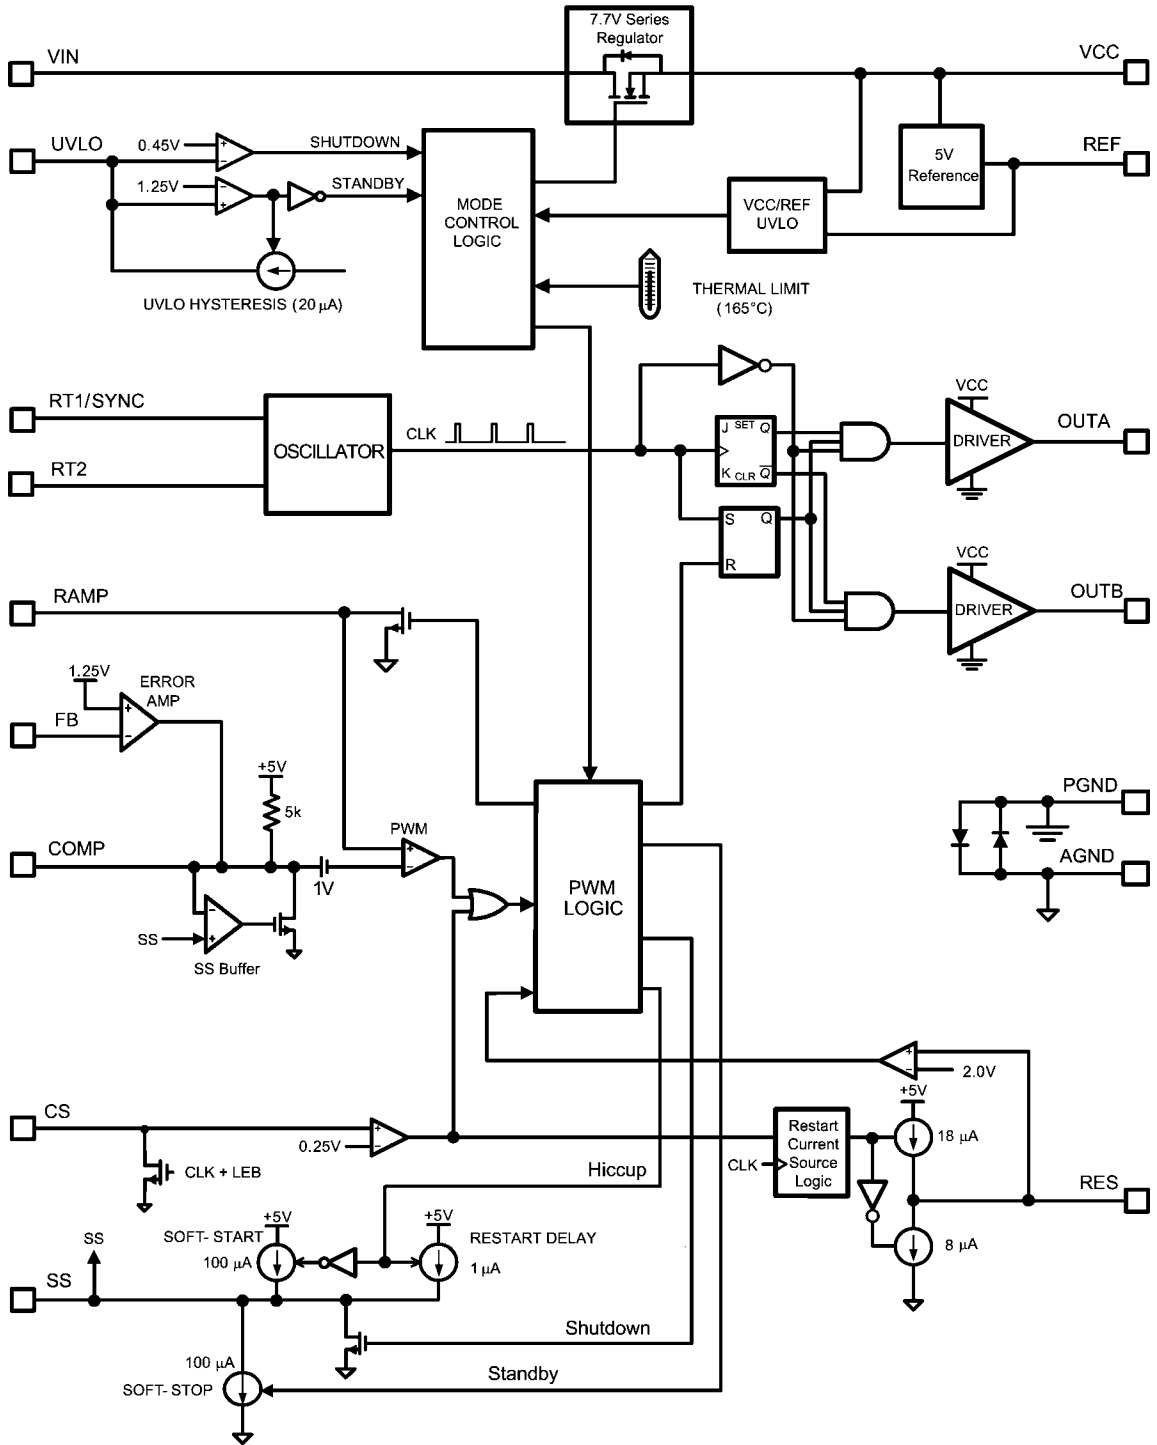 7.7V Series
Regulator
VIN
VCC
UVLO
0.45V
+
−
SHUTDOWN
1.25V
−
+
STANDBY
UVLO HYSTERESIS (20 μA)
MODE
CONTROL
LOGIC
VCC/REF
UVLO
5V
Reference
REF
THERMAL LIMIT
(165°C)
RT1/SYNC
RT2
OSCILLATOR
CLK
J SET Q
K CLR Q̅
S Q
R
VCC
DRIVER
OUTA
VCC
DRIVER
OUTB
RAMP
1.25V
ERROR
AMP
+
−
FB
+5V
5k
COMP
1V
PWM
+
−
−
+
SS
SS Buffer
PWM
LOGIC
PGND
AGND
+
−
2.0V
CS
0.25V
+
−
CLK + LEB
Restart
Current
Source
Logic
CLK
+5V
18 μA
RES
8 μA
Hiccup
SOFT- START
+5V
100 μA
+5V
RESTART DELAY
1 μA
SS
SS
Shutdown
100 μA
SOFT- STOP
Standby